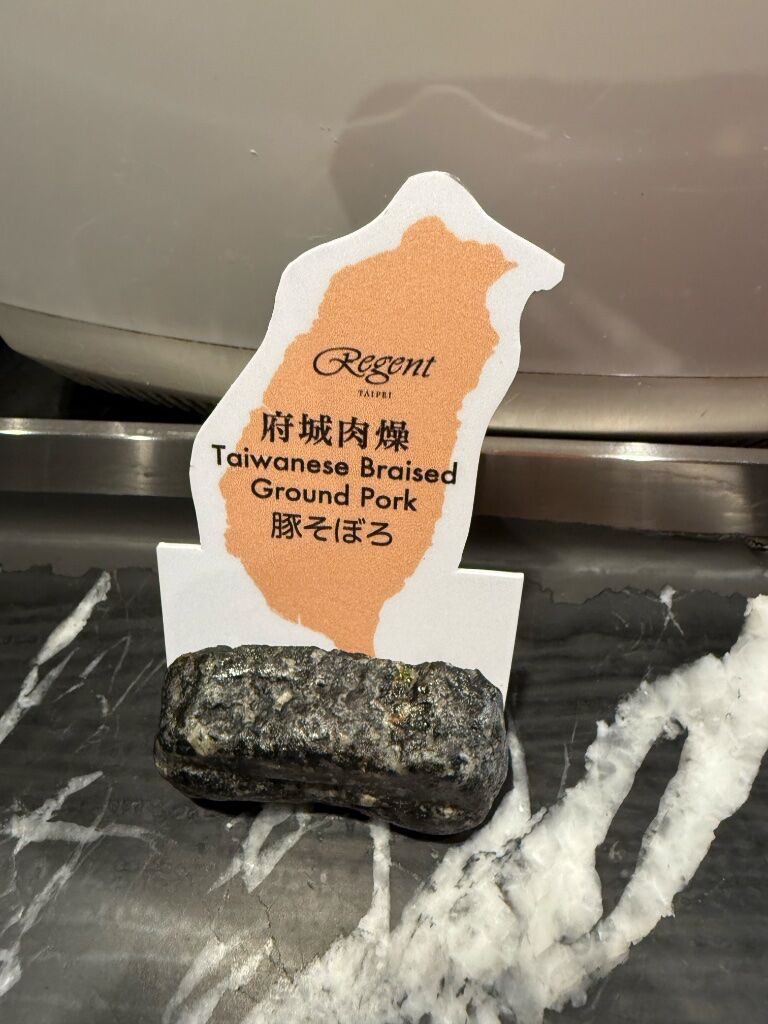 Regent
TAIPEI
府城肉燥
Taiwanese Braised
Ground Pork
豚そぼろ